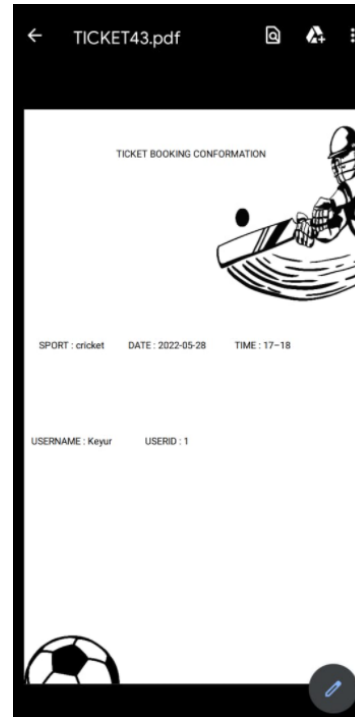 TICKET43.pdf
TICKET BOOKING CONFORMATION
SPORT : cricket DATE : 2022-05-28 TIME : 17-18
USERNAME : Keyur USERID : 1